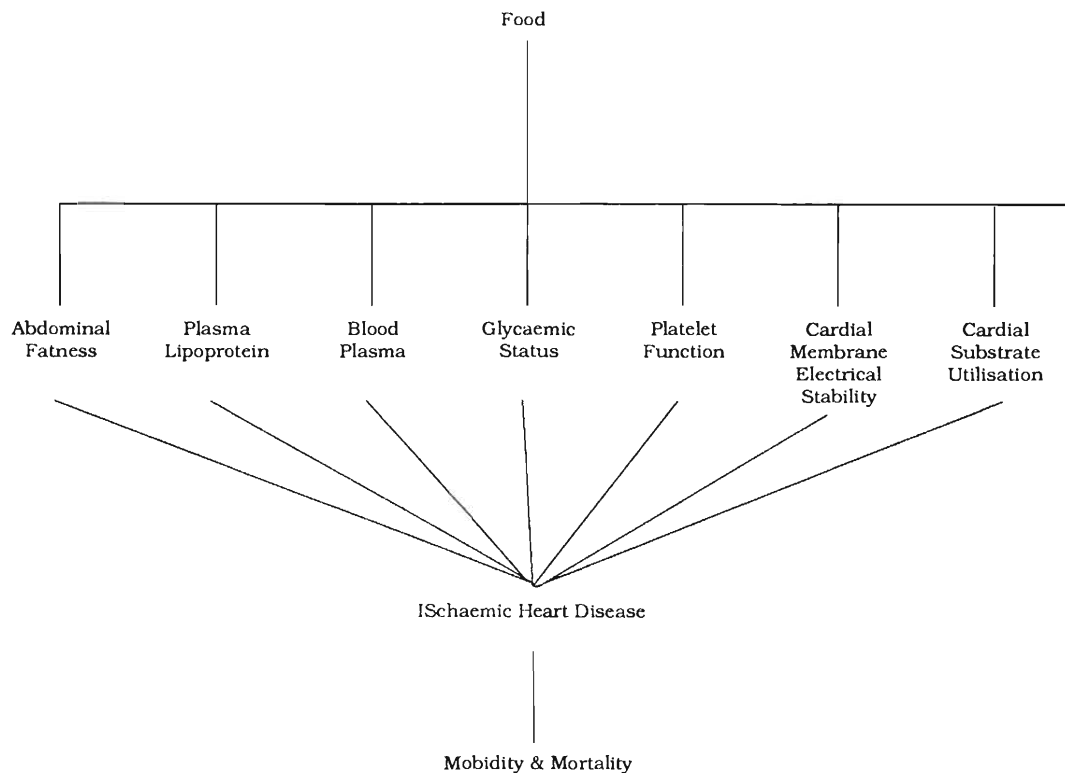 Food
Abdominal
Fatness
Plasma
Lipoprotein
Blood
Plasma
Glycaemic
Status
Platelet
Function
Cardial
Membrane
Electrical
Stability
Cardial
Substrate
Utilisation
ISchaemic Heart Disease
Mobidity & Mortality